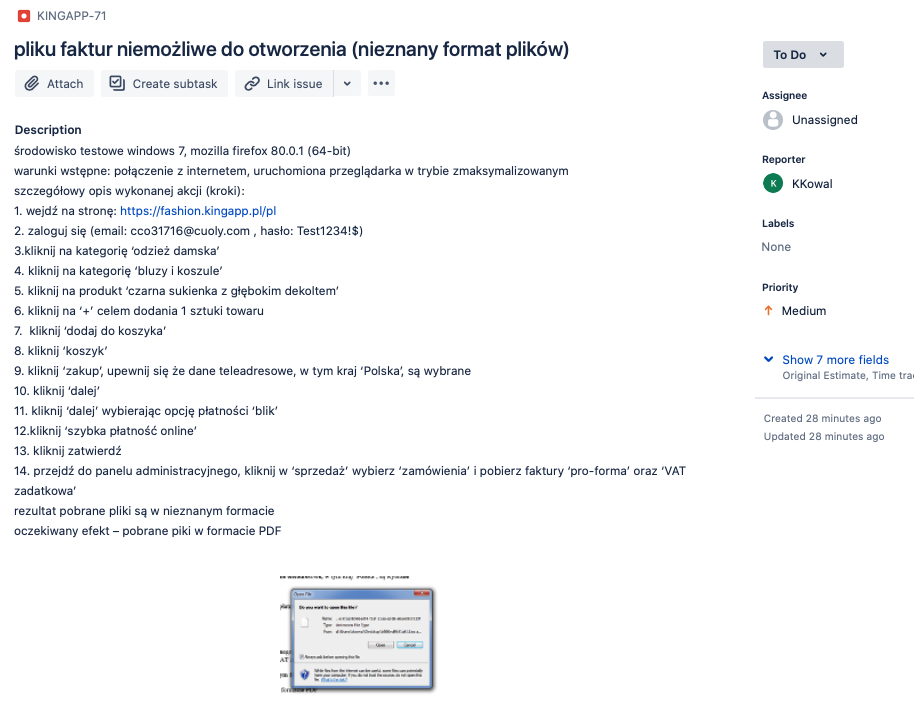 KINGAPP-71
pliku faktur niemożliwe do otworzenia (nieznany format plików)
Attach
Create subtask
Link issue
Description
środowisko testowe windows 7, mozilla firefox 80.0.1 (64-bit)
warunki wstępne: połączenie z internetem, uruchomiona przeglądarka w trybie zmaksymalizowanym
szczegółowy opis wykonanej akcji (kroki):
1. wejdź na stronę: https://fashion.kingapp.pl/pl
2. zaloguj się (email: cco31716@cuoly.com , hasło: Test1234!$)
3.kliknij na kategorię ‘odzież damska’
4. kliknij na kategorię ‘bluzy i koszule’
5. kliknij na produkt ‘czarna sukienka z głębokim dekoltem’
6. kliknij na ‘+’ celem dodania 1 sztuki towaru
7.  kliknij ‘dodaj do koszyka’
8. kliknij ‘koszyk’
9. kliknij ‘zakup’, upewnij się że dane teleadresowe, w tym kraj ‘Polska’, są wybrane
10. kliknij ‘dalej’
11. kliknij ‘dalej’ wybierając opcję płatności ‘blik’
12.kliknij ‘szybka płatność online’
13. kliknij zatwierdź
14. przejdź do panelu administracyjnego, kliknij w ‘sprzedaż’ wybierz ‘zamówienia’ i pobierz faktury ‘pro-forma’ oraz ‘VAT
zadatkowa’
rezultat pobrane pliki są w nieznanym formacie
oczekiwany efekt – pobrane piki w formacie PDF
Open File
Do you want to open this file?
Name:
Type:
From:
Open
Cancel
Always ask before opening this file
To Do
Assignee
Unassigned
Reporter
K
KKowal
Labels
None
Priority
Medium
Show 7 more fields
Original Estimate, Time
Created 28 minutes ago
Updated 28 minutes ago